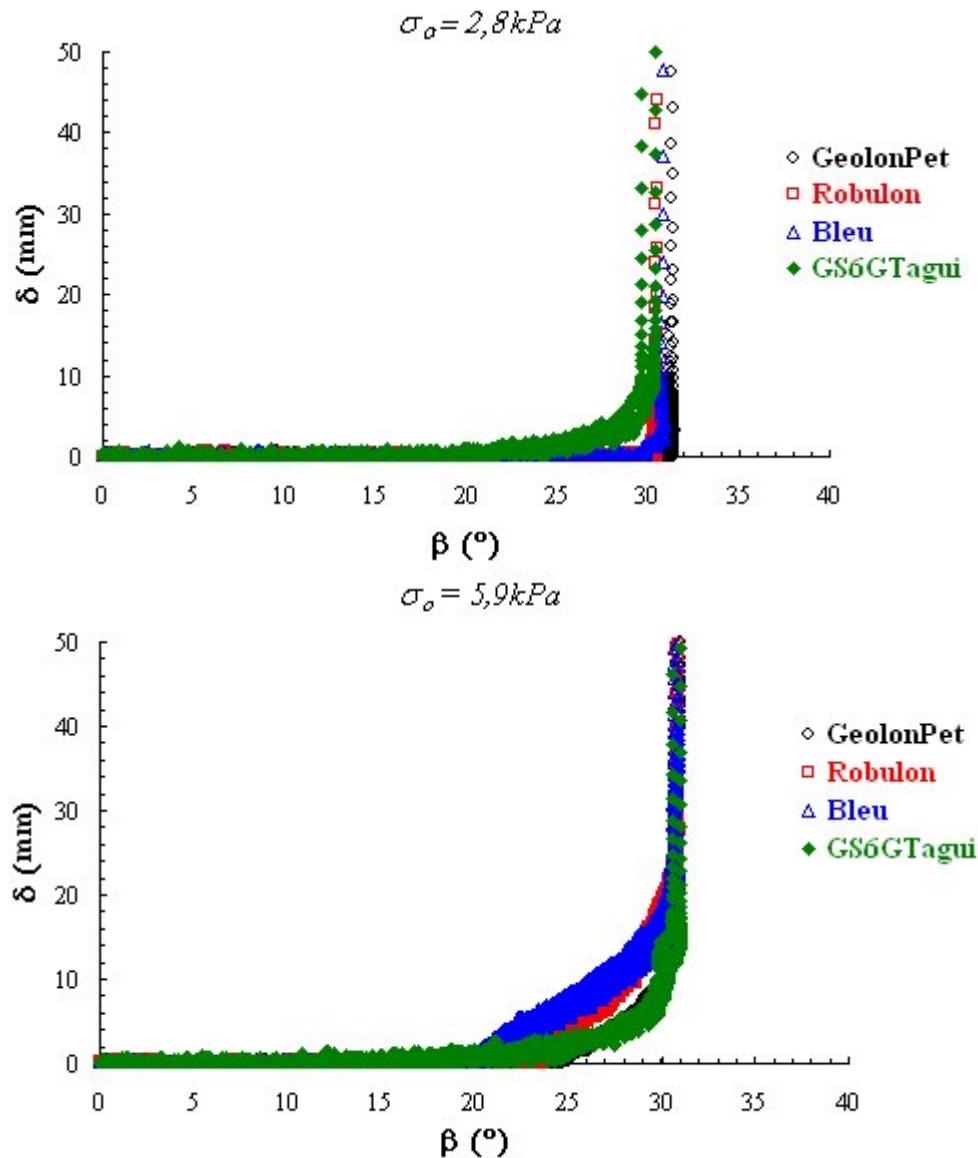 σo = 2,8kPa
50
40
30
20
10
0
δ (mm)
0 5 10 15 20 25 30 35 40
β (º)
GeolonPet
Robulon
Bleu
GS6GTagui
σo = 5,9kPa
50
40
30
20
10
0
δ (mm)
0 5 10 15 20 25 30 35 40
β (º)
GeolonPet
Robulon
Bleu
GS6GTagui